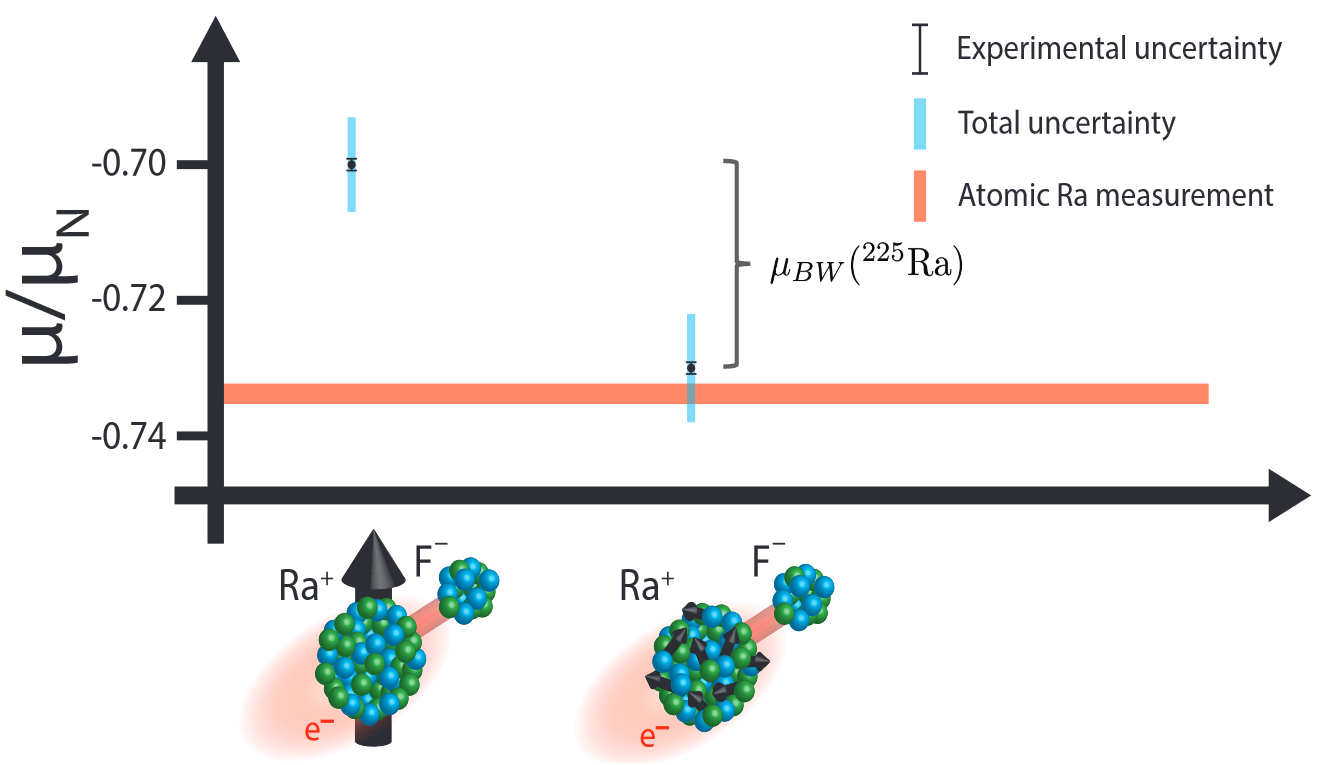 Experimental uncertainty
Total uncertainty
Atomic Ra measurement
μ/μN
-0.70
-0.72
-0.74
μBW(²²⁵Ra)
Ra⁺
F⁻
e⁻
Ra⁺
F⁻
e⁻